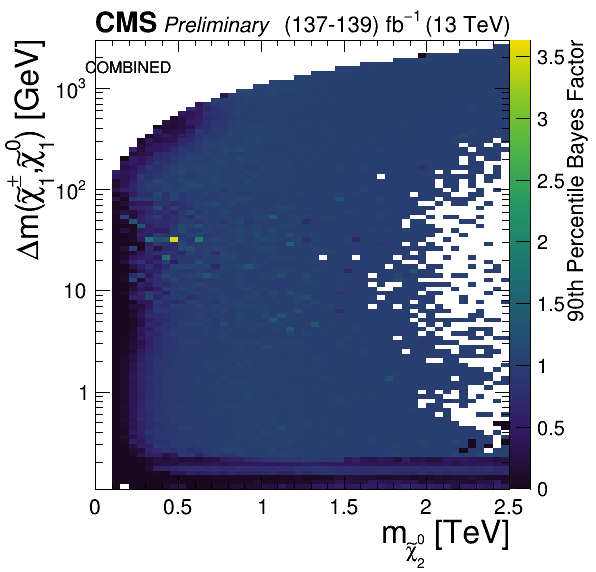 CMS Preliminary (137-139) fb⁻¹ (13 TeV)
COMBINED
Δm(χ̃₁±,χ̃₁⁰) [GeV]
10³
10²
10
1
0 0.5 1 1.5 2 2.5
m_χ̃₂⁰ [TeV]
3.5
3
2.5
2
1.5
1
0.5
0
90th Percentile Bayes Factor